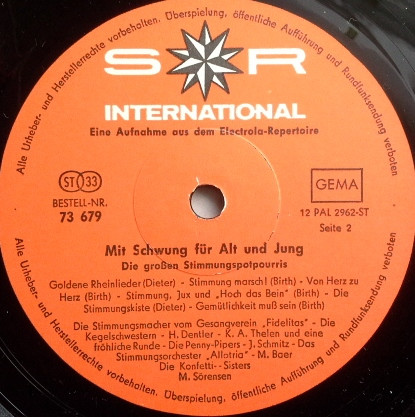 Alle Urheber- und Herstellerrechte vorbehalten. Überspielung, öffentliche Aufführung und Rundfunksendung verboten
S R
INTERNATIONAL
Eine Aufnahme aus dem Electrola-Repertoire
ST 33
GEMA
BESTELL-NR.
73 679
12 PAL 2962-ST
Seite 2
Mit Schwung für Alt und Jung
Die großen Stimmungspotpourris
Goldene Rheinlieder (Dieter) - Stimmung marsch! (Birth) - Von Herz zu
Herz (Birth) - Stimmung, Jux und „Hoch das Bein" (Birth) - Die
Stimmungskiste (Dieter) - Gemütlichkeit muß sein (Birth)
Die Stimmungsmacher vom Gesangverein „Fidelitas" - Die
Kegelschwestern - H. Dentler - K. A. Thelen und eine
fröhliche Runde - Die Penny-Pipers - J. Schmitz - Das
Stimmungsorchester „Allotria" - M. Baer
Die Konfetti-Sisters
M. Sörensen
Alle Urheber- und Herstellerrechte vorbehalten. Überspielung, öffentliche Aufführung und Rundfunksendung verboten